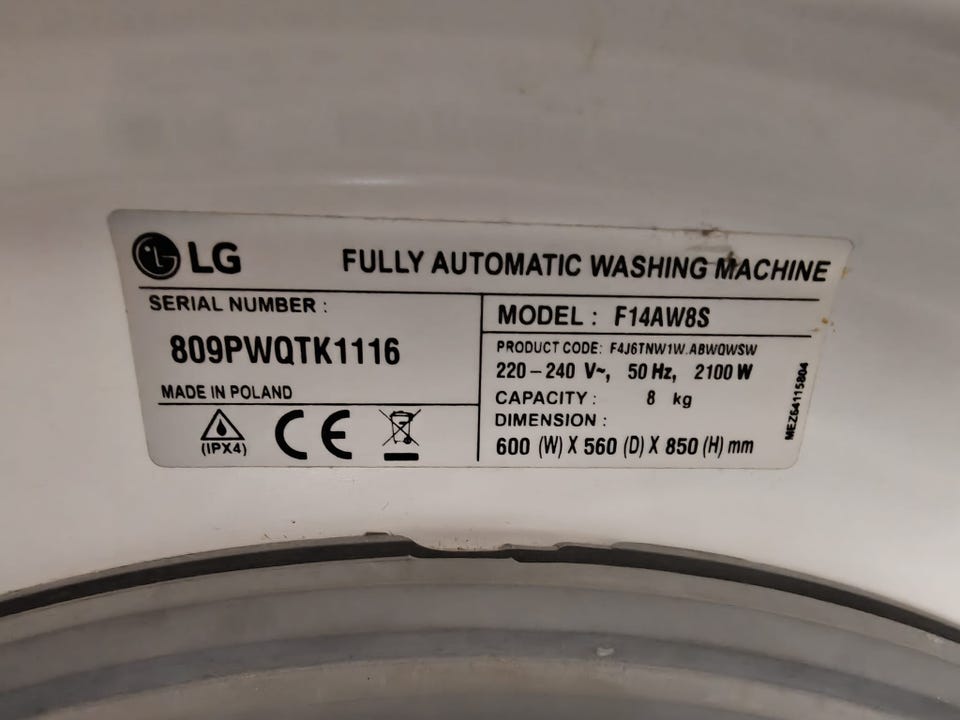 LG FULLY AUTOMATIC WASHING MACHINE
SERIAL NUMBER :
809PWQTK1116
MADE IN POLAND
(IPX4) CE
MODEL : F14AW8S
PRODUCT CODE: F4J6TNW1W.ABWQWSW
220-240 V~, 50 Hz, 2100 W
CAPACITY : 8 kg
DIMENSION :
600 (W) X 560 (D) X 850 (H) mm
MEZ64115804